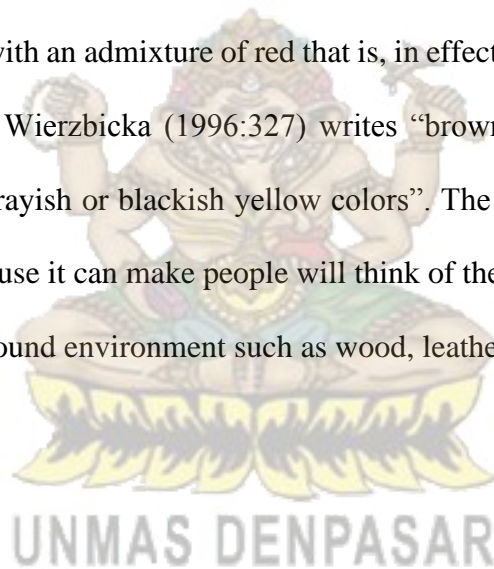 with an admixture of red that is, in effect
Wierzbicka (1996:327) writes “brown
rayish or blackish yellow colors”. The
use it can make people will think of the
ound environment such as wood, leathe
UNMAS DENPASAR